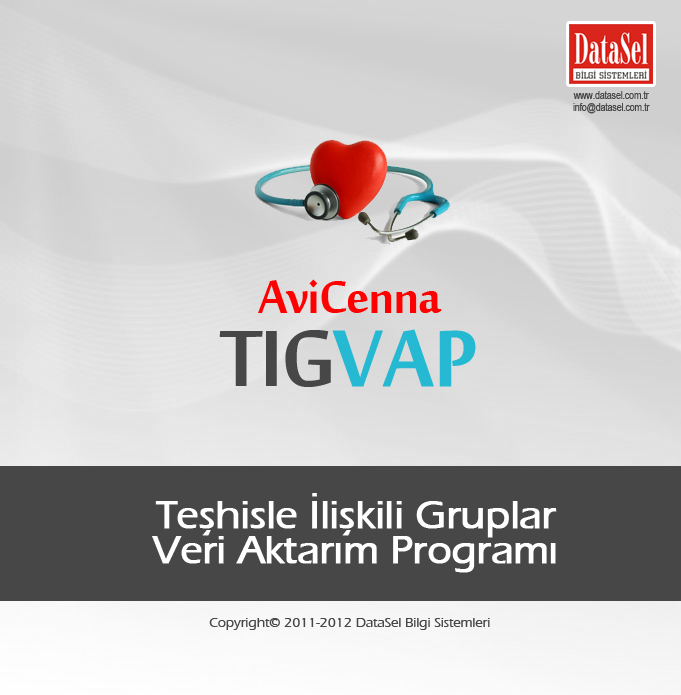 DataSel
BİLGİ SİSTEMLERİ
www.datasel.com.tr
info@datasel.com.tr
AviCenna
TIGVAP
Teşhisle İlişkili Gruplar
Veri Aktarım Programı
Copyright© 2011-2012 DataSel Bilgi Sistemleri